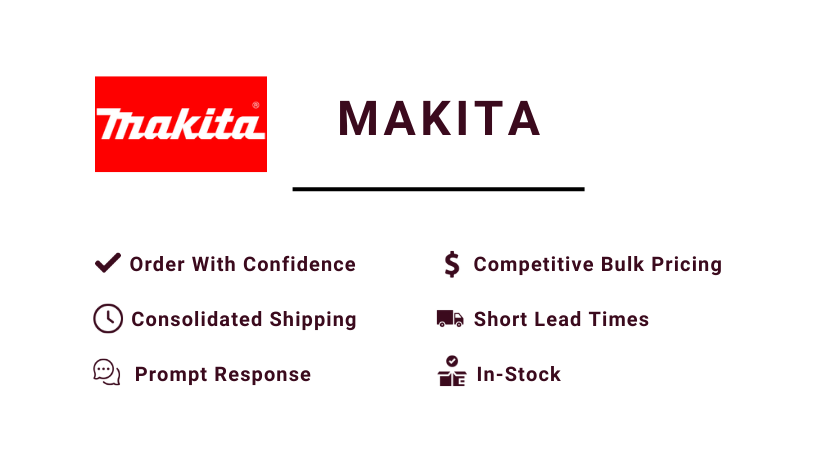 makita®
MAKITA
Order With Confidence
$ Competitive Bulk Pricing
Consolidated Shipping
Short Lead Times
Prompt Response
In-Stock